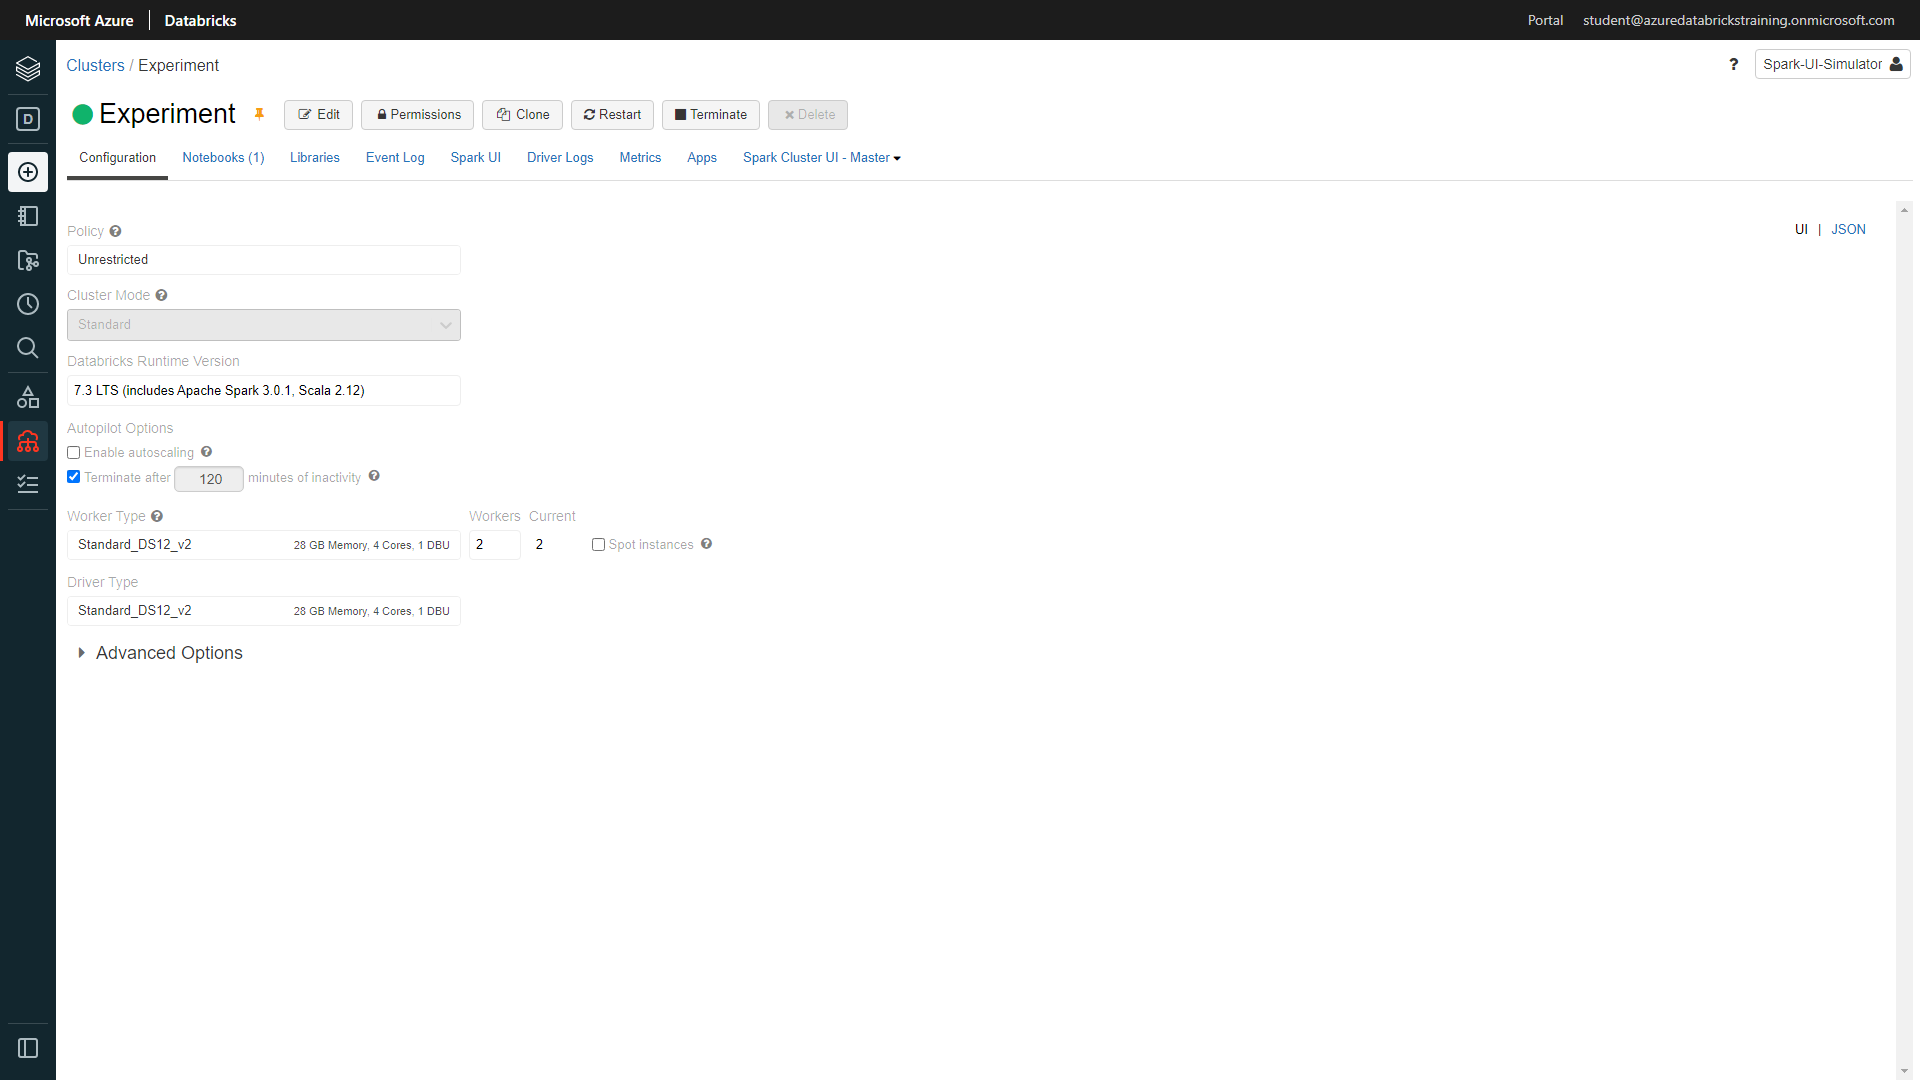 Microsoft Azure | Databricks
Portal student@azuredatabrickstraining.onmicrosoft.com
Clusters / Experiment
? Spark-UI-Simulator
Experiment Edit Permissions Clone Restart Terminate Delete
Configuration Notebooks (1) Libraries Event Log Spark UI Driver Logs Metrics Apps Spark Cluster UI - Master
D
UI | JSON
Policy ?
Unrestricted
Cluster Mode ?
Standard
Databricks Runtime Version
7.3 LTS (includes Apache Spark 3.0.1, Scala 2.12)
Autopilot Options
Enable autoscaling ?
Terminate after 120 minutes of inactivity ?
Worker Type ? Workers Current
Standard_DS12_v2 28 GB Memory, 4 Cores, 1 DBU 2 2 Spot instances ?
Driver Type
Standard_DS12_v2 28 GB Memory, 4 Cores, 1 DBU
Advanced Options